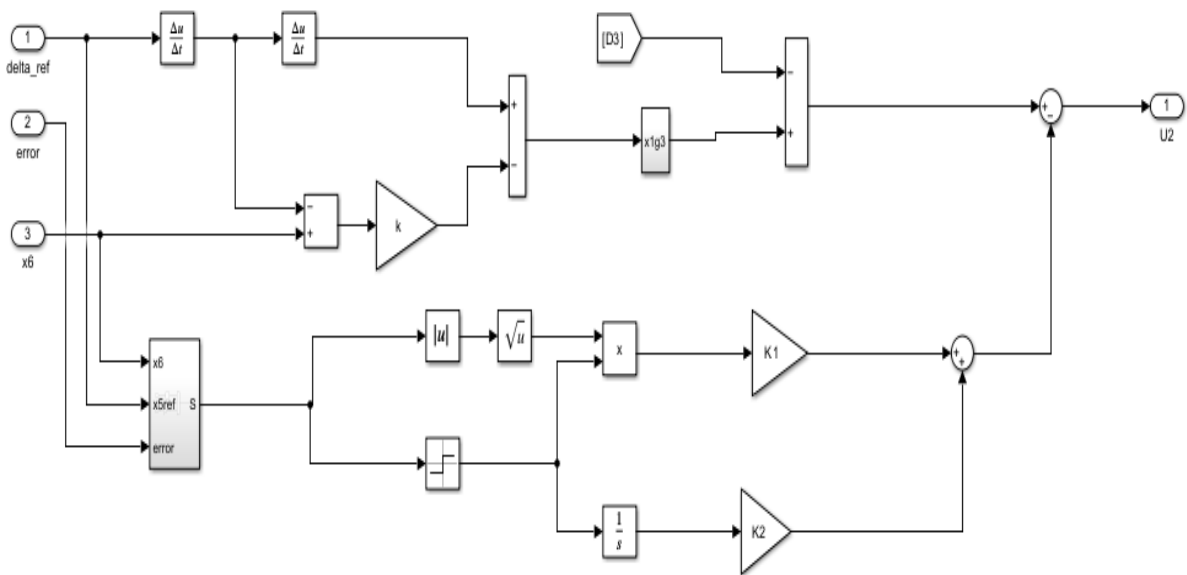 1
delta_ref
Δu
Δt
Δu
Δt
[D3]
−
+
+
−
1
U2
+
−
2
error
+
−
x1g3
−
+
k
3
x6
x6
x5ref S
error
|u|
√u
x
K1
+
+
1
s
K2